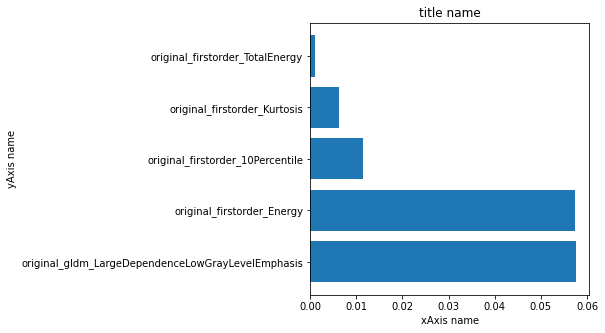 title name
original_firstorder_TotalEnergy
original_firstorder_Kurtosis
original_firstorder_10Percentile
original_firstorder_Energy
original_gldm_LargeDependenceLowGrayLevelEmphasis
yAxis name
0.00 0.01 0.02 0.03 0.04 0.05 0.06
xAxis name